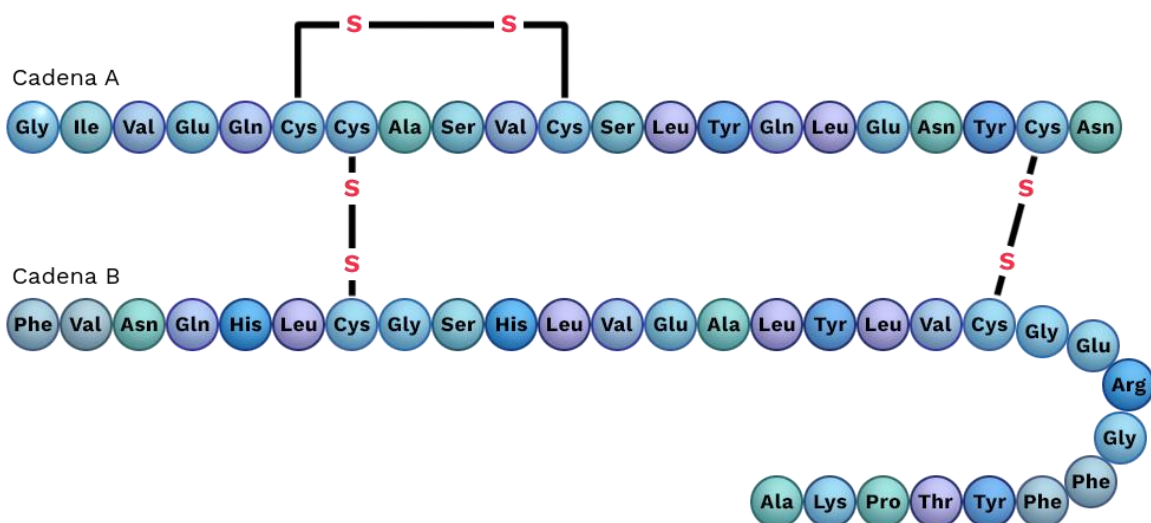 S S
Cadena A
Gly Ile Val Glu Gln Cys Cys Ala Ser Val Cys Ser Leu Tyr Gln Leu Glu Asn Tyr Cys Asn
S S
S S
Cadena B
Phe Val Asn Gln His Leu Cys Gly Ser His Leu Val Glu Ala Leu Tyr Leu Val Cys Gly Glu
Arg
Gly
Phe
Ala Lys Pro Thr Tyr Phe